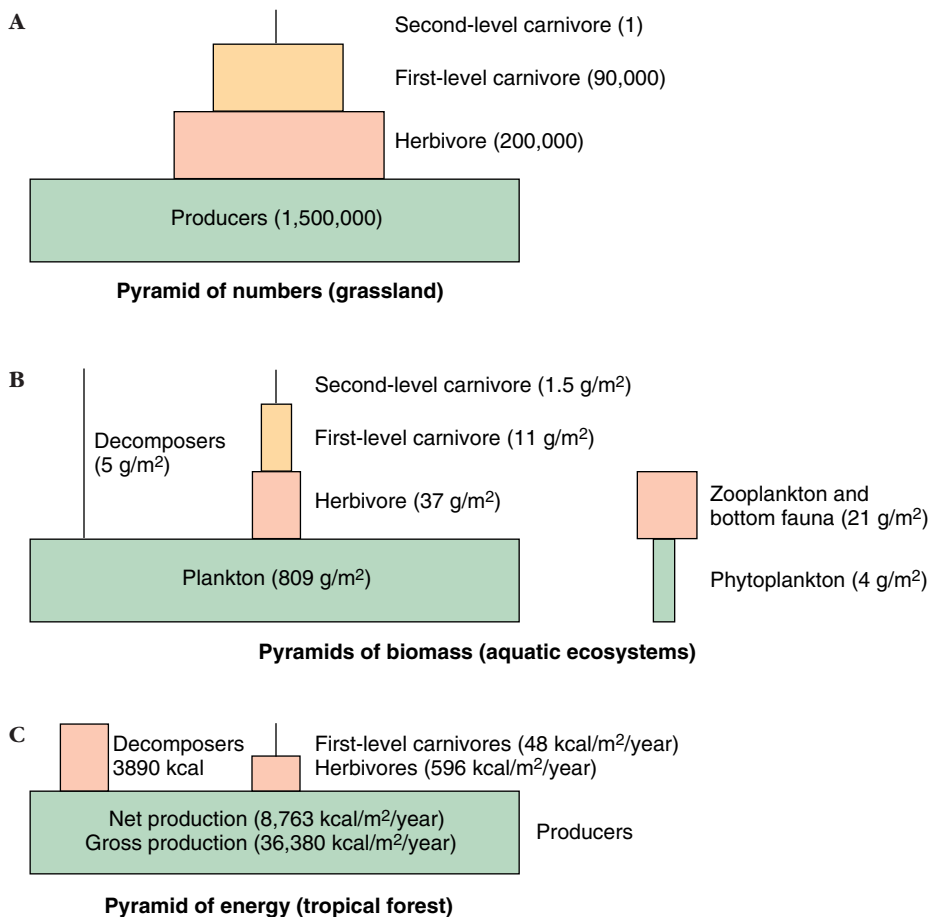 A
Second-level carnivore (1)
First-level carnivore (90,000)
Herbivore (200,000)
Producers (1,500,000)
Pyramid of numbers (grassland)
B
Second-level carnivore (1.5 g/m²)
Decomposers
(5 g/m²)
First-level carnivore (11 g/m²)
Herbivore (37 g/m²)
Plankton (809 g/m²)
Zooplankton and
bottom fauna (21 g/m²)
Phytoplankton (4 g/m²)
Pyramids of biomass (aquatic ecosystems)
C
Decomposers
3890 kcal
First-level carnivores (48 kcal/m²/year)
Herbivores (596 kcal/m²/year)
Net production (8,763 kcal/m²/year)
Gross production (36,380 kcal/m²/year)
Producers
Pyramid of energy (tropical forest)